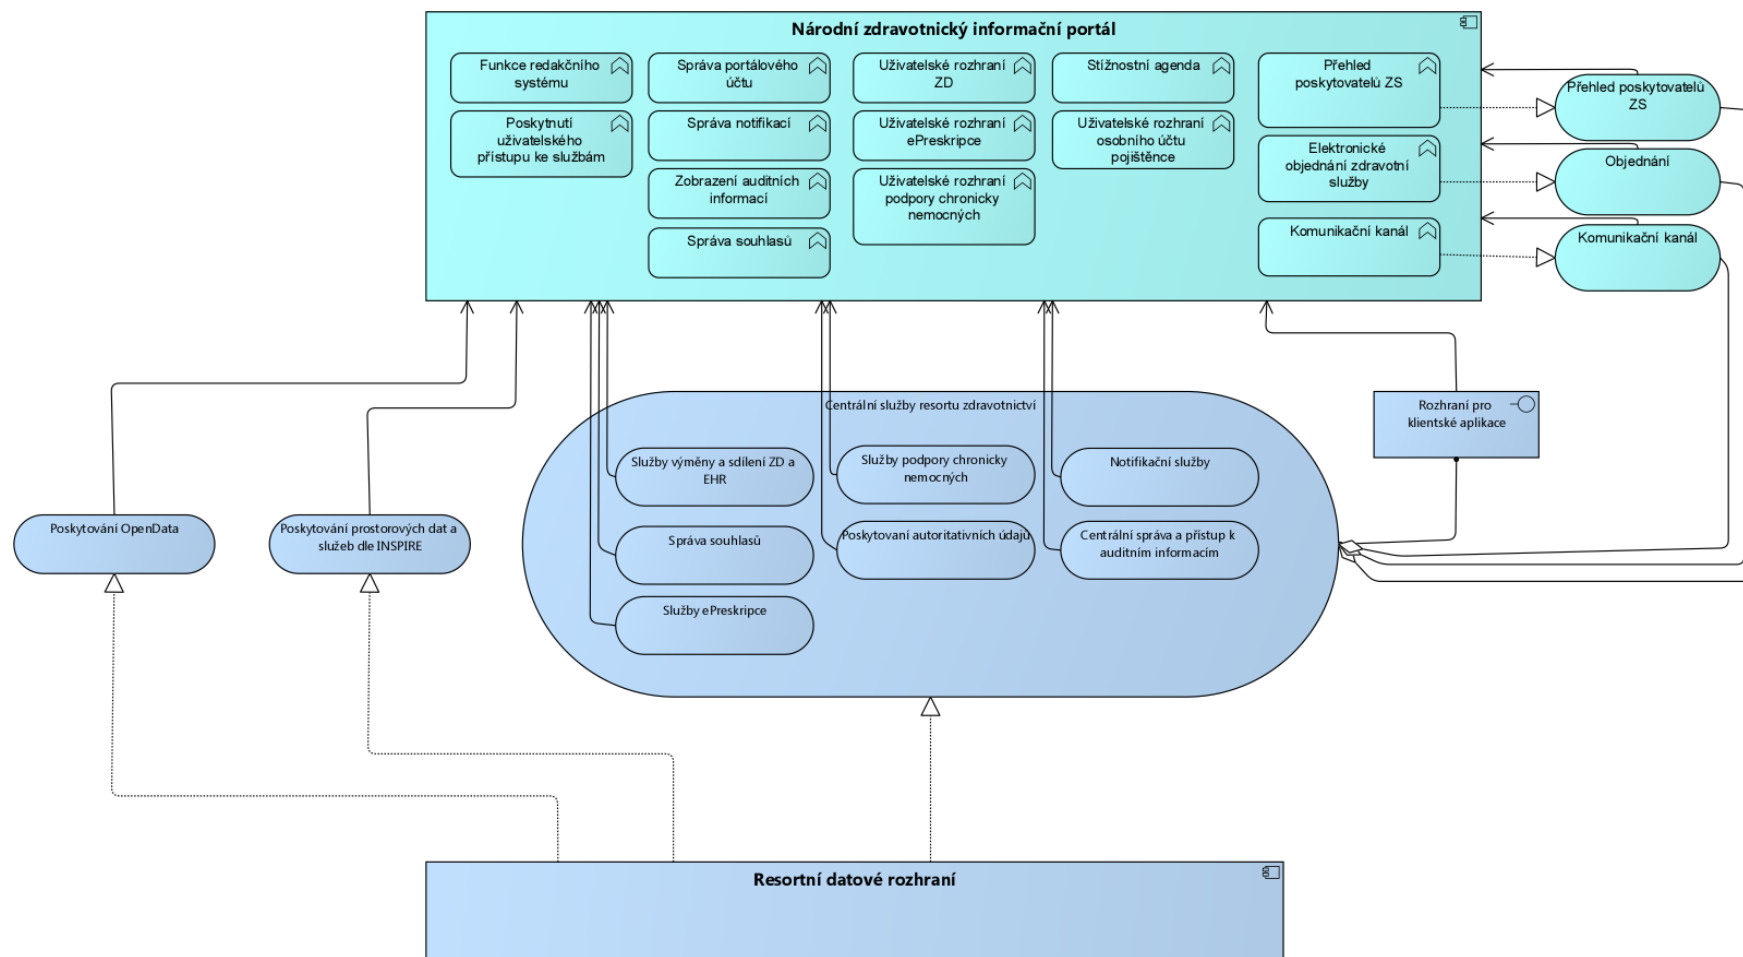 Národní zdravotnický informační portál
Funkce redakčního
systému
Poskytnutí
uživatelského
přístupu ke službám
Správa portálového
účtu
Správa notifikací
Zobrazení auditních
informací
Správa souhlasů
Uživatelské rozhraní
ZD
Uživatelské rozhraní
ePreskripce
Uživatelské rozhraní
podpory chronicky
nemocných
Stížnostní agenda
Uživatelské rozhraní
osobního účtu
pojištěnce
Přehled
poskytovatelů ZS
Elektronické
objednání zdravotní
služby
Komunikační kanál
Přehled poskytovatelů
ZS
Objednání
Komunikační kanál
Rozhraní pro
klientské aplikace
Centrální služby resortu zdravotnictví
Služby výměny a sdílení ZD a
EHR
Správa souhlasů
Služby ePreskripce
Služby podpory chronicky
nemocných
Poskytovaní autoritativních údajů
Notifikační služby
Centrální správa a přístup k
auditním informacím
Poskytování OpenData
Poskytování prostorových dat a
služeb dle INSPIRE
Resortní datové rozhraní